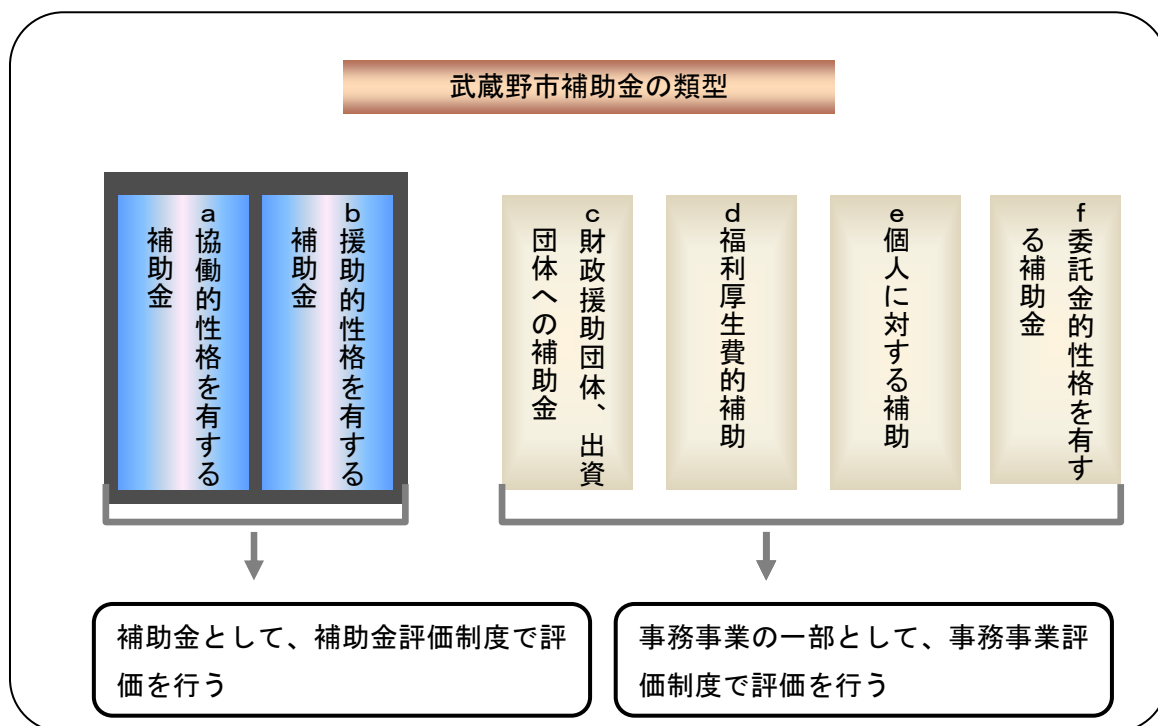 武蔵野市補助金の類型
a協働的性格を有する
補助金
b援助的性格を有する
補助金
c財政援助団体、出資
団体への補助金
d福利厚生費的補助
e個人に対する補助
f委託金的性格を有す
る補助金
補助金として、補助金評価制度で評
価を行う
事務事業の一部として、事務事業評
価制度で評価を行う